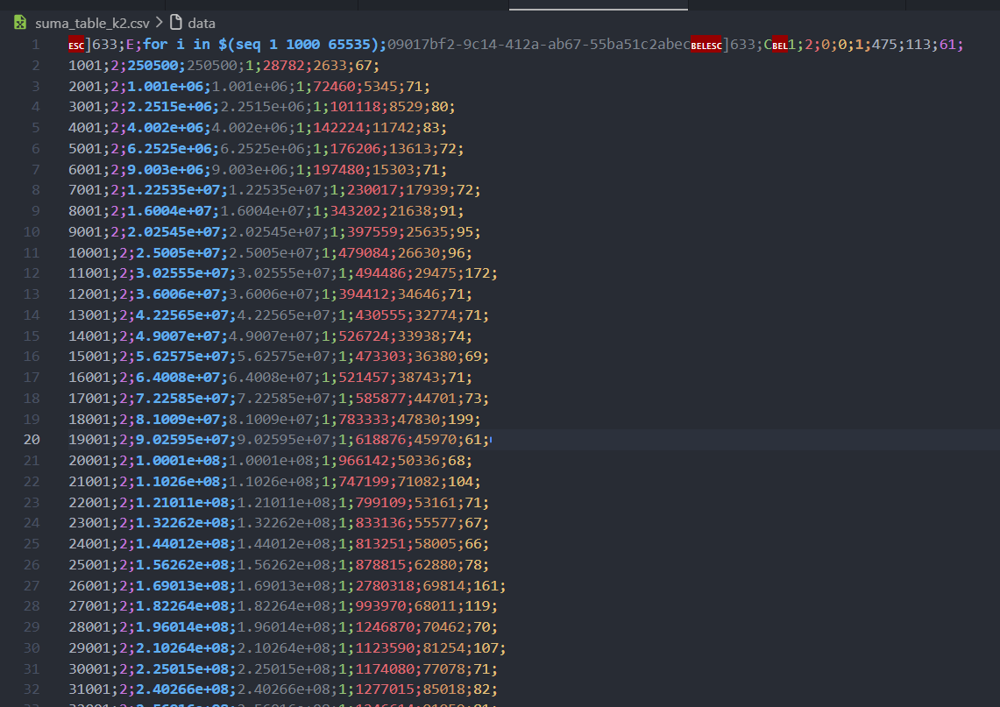 suma_table_k2.csv > data
1 ESC]633;E;for i in $(seq 1 1000 65535);09017bf2-9c14-412a-ab67-55ba51c2abecBELESC]633;CBEL1;2;0;0;1;475;113;61;
2 1001;2;250500;250500;1;28782;2633;67;
3 2001;2;1.001e+06;1.001e+06;1;72460;5345;71;
4 3001;2;2.2515e+06;2.2515e+06;1;101118;8529;80;
5 4001;2;4.002e+06;4.002e+06;1;142224;11742;83;
6 5001;2;6.2525e+06;6.2525e+06;1;176206;13613;72;
7 6001;2;9.003e+06;9.003e+06;1;197480;15303;71;
8 7001;2;1.22535e+07;1.22535e+07;1;230017;17939;72;
9 8001;2;1.6004e+07;1.6004e+07;1;343202;21638;91;
10 9001;2;2.02545e+07;2.02545e+07;1;397559;25635;95;
11 10001;2;2.5005e+07;2.5005e+07;1;479084;26630;96;
12 11001;2;3.02555e+07;3.02555e+07;1;494486;29475;172;
13 12001;2;3.6006e+07;3.6006e+07;1;394412;34646;71;
14 13001;2;4.22565e+07;4.22565e+07;1;430555;32774;71;
15 14001;2;4.9007e+07;4.9007e+07;1;526724;33938;74;
16 15001;2;5.62575e+07;5.62575e+07;1;473303;36380;69;
17 16001;2;6.4008e+07;6.4008e+07;1;521457;38743;71;
18 17001;2;7.22585e+07;7.22585e+07;1;585877;44701;73;
19 18001;2;8.1009e+07;8.1009e+07;1;783333;47830;199;
20 19001;2;9.02595e+07;9.02595e+07;1;618876;45970;61;
21 20001;2;1.0001e+08;1.0001e+08;1;966142;50336;68;
22 21001;2;1.1026e+08;1.1026e+08;1;747199;71082;104;
23 22001;2;1.21011e+08;1.21011e+08;1;799109;53161;71;
24 23001;2;1.32262e+08;1.32262e+08;1;833136;55577;67;
25 24001;2;1.44012e+08;1.44012e+08;1;813251;58005;66;
26 25001;2;1.56262e+08;1.56262e+08;1;878815;62880;78;
27 26001;2;1.69013e+08;1.69013e+08;1;2780318;69814;161;
28 27001;2;1.82264e+08;1.82264e+08;1;993970;68011;119;
29 28001;2;1.96014e+08;1.96014e+08;1;1246870;70462;70;
30 29001;2;2.10264e+08;2.10264e+08;1;1123590;81254;107;
31 30001;2;2.25015e+08;2.25015e+08;1;1174080;77078;71;
32 31001;2;2.40266e+08;2.40266e+08;1;1277015;85018;82;